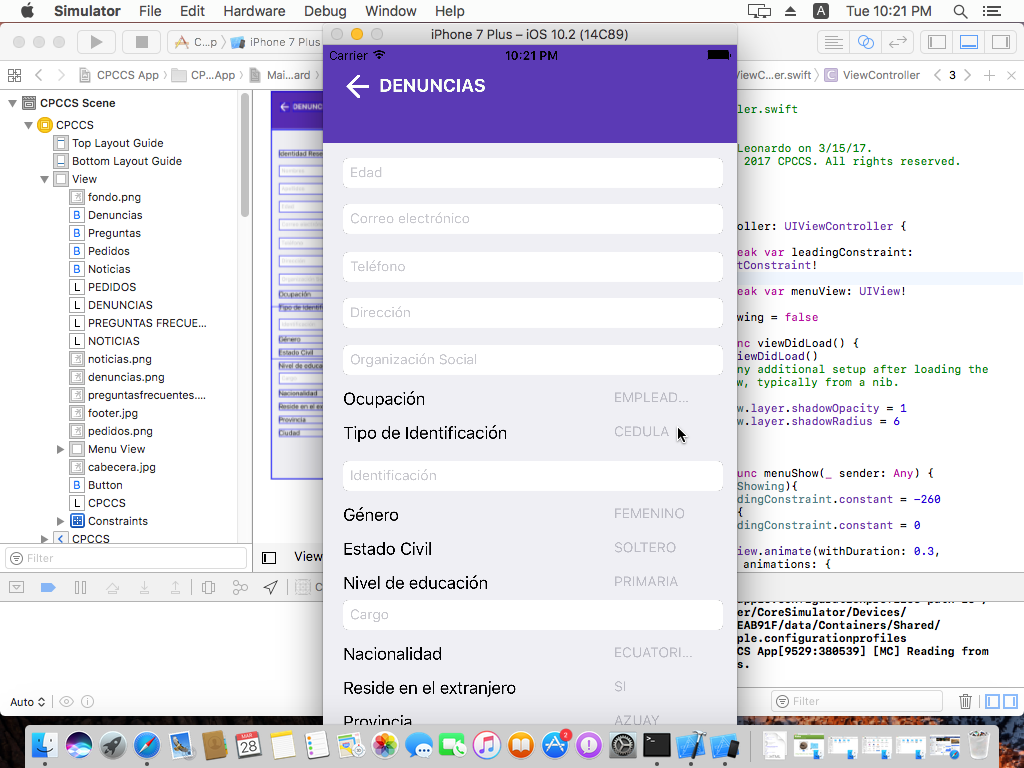 Simulator File Edit Hardware Debug Window Help
Tue 10:21 PM
C...p iPhone 7 Plus
iPhone 7 Plus – iOS 10.2 (14C89)
CPCCS App CP...App Mai...ard
ViewC...er.swift ViewController 3
CPCCS Scene
CPCCS
Top Layout Guide
Bottom Layout Guide
View
fondo.png
Denuncias
Preguntas
Pedidos
Noticias
PEDIDOS
DENUNCIAS
PREGUNTAS FRECUE...
NOTICIAS
noticias.png
denuncias.png
preguntasfrecuentes....
footer.jpg
pedidos.png
Menu View
cabecera.jpg
Button
CPCCS
Constraints
CPCCS
Filter
View
Auto
Carrier 10:21 PM
DENUNCIAS
Edad
Correo electrónico
Teléfono
Dirección
Organización Social
Ocupación EMPLEAD...
Tipo de Identificación CEDULA
Identificación
Género FEMENINO
Estado Civil SOLTERO
Nivel de educación PRIMARIA
Cargo
Nacionalidad ECUATORI...
Reside en el extranjero SI
Provincia AZUAY
ller.swift
Leonardo on 3/15/17.
2017 CPCCS. All rights reserved.
oller: UIViewController {
eak var leadingConstraint:
tConstraint!
eak var menuView: UIView!
wing = false
nc viewDidLoad() {
iewDidLoad()
ny additional setup after loading the
w, typically from a nib.
w.layer.shadowOpacity = 1
w.layer.shadowRadius = 6
unc menuShow(_ sender: Any) {
Showing){
dingConstraint.constant = -260
{
dingConstraint.constant = 0
iew.animate(withDuration: 0.3,
animations: {
er/CoreSimulator/Devices/
EAB91F/data/Containers/Shared/
ple.configurationprofiles
CS App[9529:380539] [MC] Reading from
s.
Filter
MAR
28
2